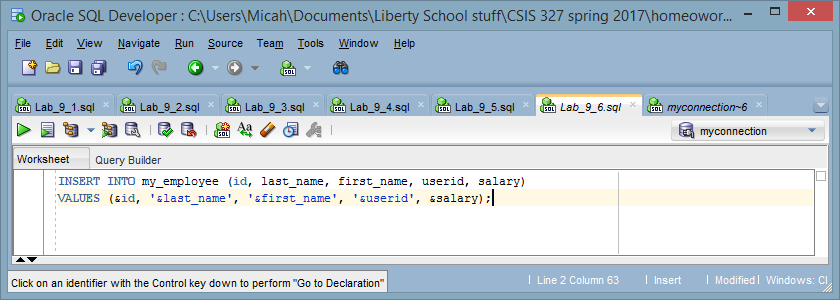 Oracle SQL Developer : C:\Users\Micah\Documents\Liberty School stuff\CSIS 327 spring 2017\homeowor...
File Edit View Navigate Run Source Team Tools Window Help
SQL
Lab_9_1.sql Lab_9_2.sql Lab_9_3.sql Lab_9_4.sql Lab_9_5.sql Lab_9_6.sql myconnection~6
myconnection
Worksheet Query Builder
INSERT INTO my_employee (id, last_name, first_name, userid, salary)
VALUES (&id, '&last_name', '&first_name', '&userid', &salary);
Click on an identifier with the Control key down to perform "Go to Declaration" Line 2 Column 63 Insert Modified Windows: C